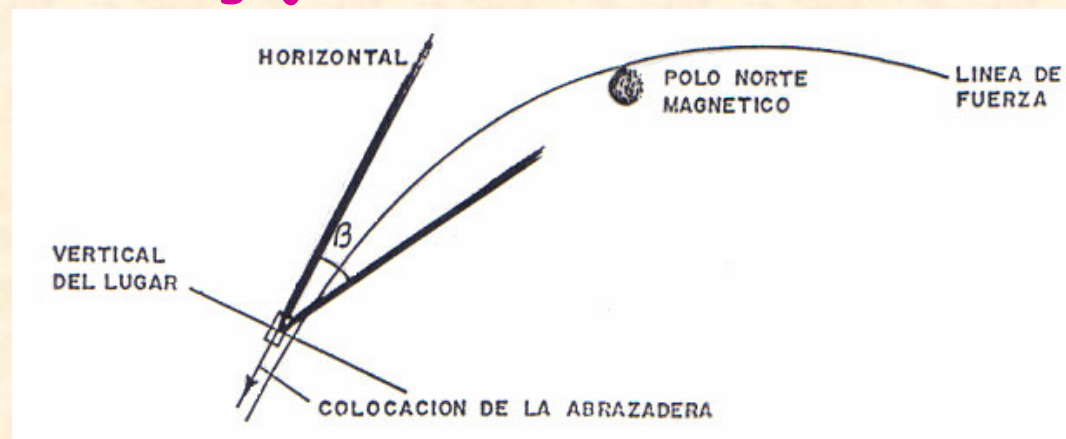 HORIZONTAL
POLO NORTE
MAGNETICO
LINEA DE
FUERZA
β
VERTICAL
DEL LUGAR
COLOCACION DE LA ABRAZADERA